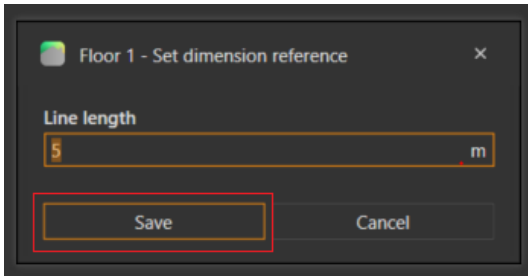 Floor 1 - Set dimension reference ×
Line length
5 m
Save Cancel